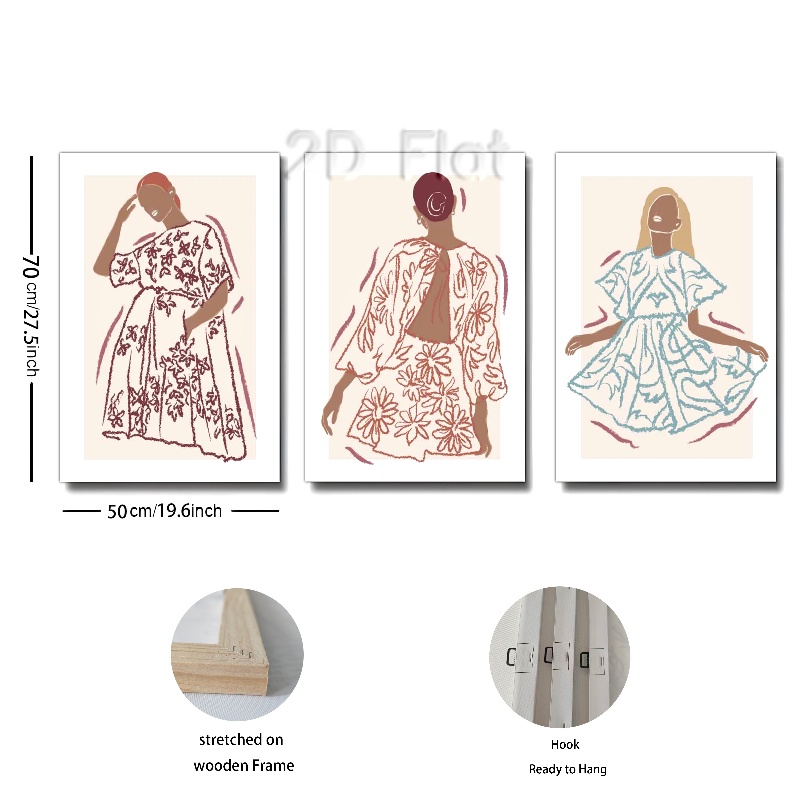 2D Flat
70 cm/27.5inch
50 cm/19.6inch
stretched on
wooden Frame
Hook
Ready to Hang